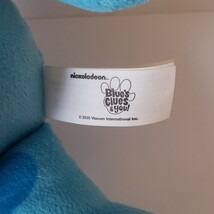 nickelodeon
Blue's
Clues
& you!
© 2020 Viacom International Inc.